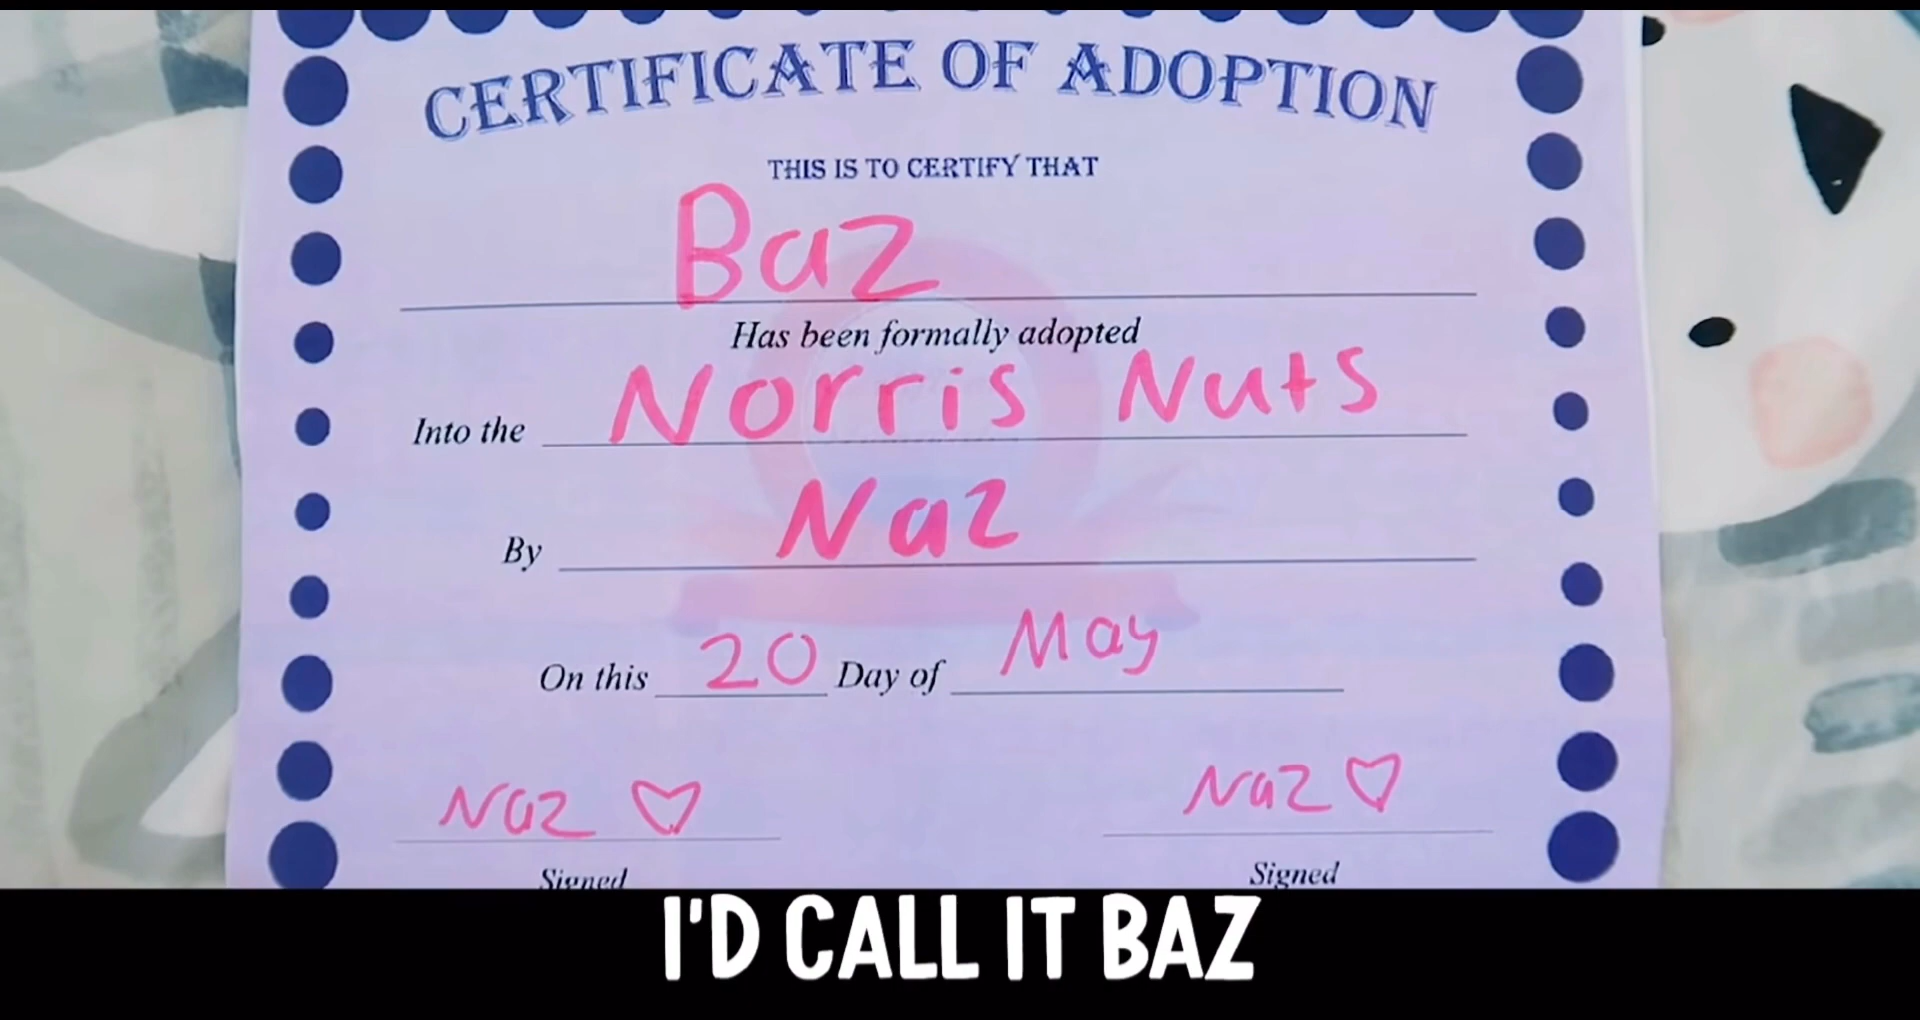 CERTIFICATE OF ADOPTION
THIS IS TO CERTIFY THAT
Baz
Has been formally adopted
Into the Norris Nuts
By Naz
On this 20 Day of May
Naz ♡ Naz ♡
Signed Signed
I'D CALL IT BAZ